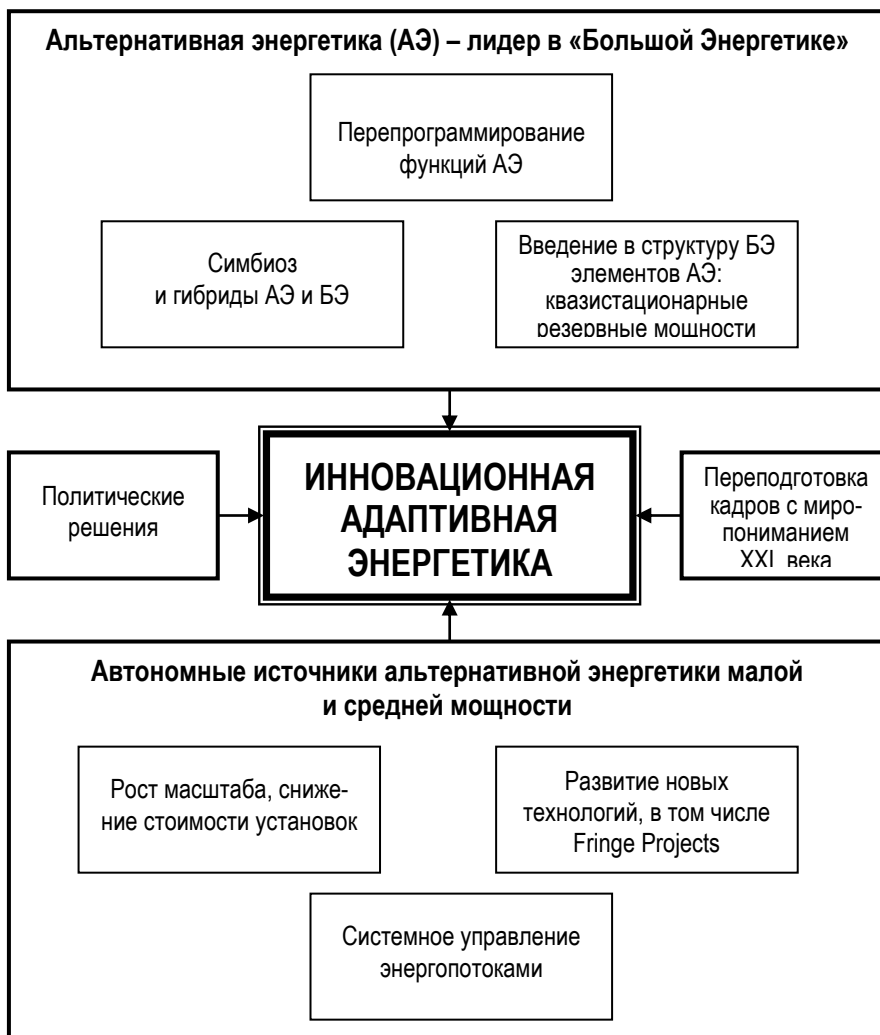 Альтернативная энергетика (АЭ) – лидер в «Большой Энергетике»
Перепрограммирование
функций АЭ
Симбиоз
и гибриды АЭ и БЭ
Введение в структуру БЭ
элементов АЭ:
квазистационарные
резервные мощности
Политические
решения
ИННОВАЦИОННАЯ
АДАПТИВНАЯ
ЭНЕРГЕТИКА
Переподготовка
кадров с миро-
пониманием
XXI века
Автономные источники альтернативной энергетики малой
и средней мощности
Рост масштаба, сниже-
ние стоимости установок
Развитие новых
технологий, в том числе
Fringe Projects
Системное управление
энергопотоками